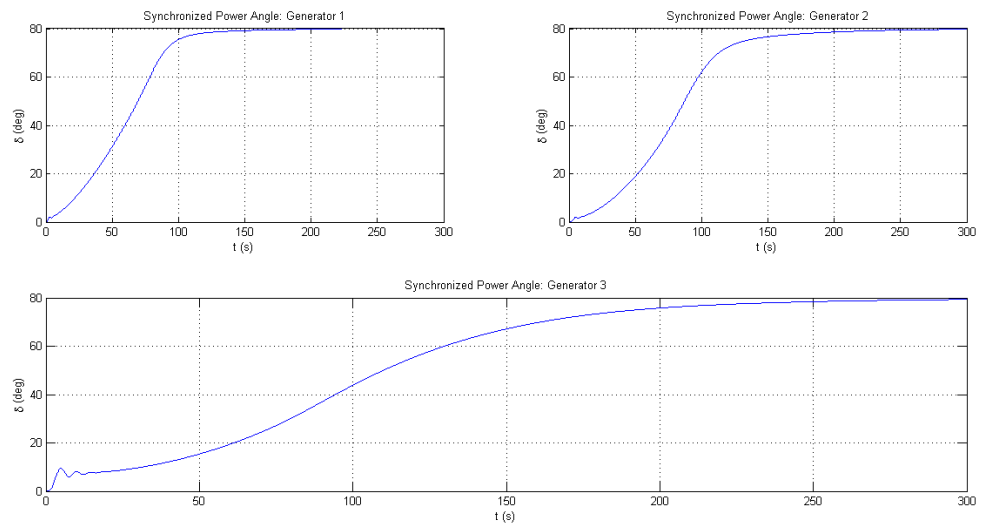 Synchronized Power Angle: Generator 1
80
60
40
20
0
δ (deg)
0 50 100 150 200 250 300
t (s)
Synchronized Power Angle: Generator 2
80
60
40
20
0
δ (deg)
0 50 100 150 200 250 300
t (s)
Synchronized Power Angle: Generator 3
80
60
40
20
0
δ (deg)
0 50 100 150 200 250 300
t (s)